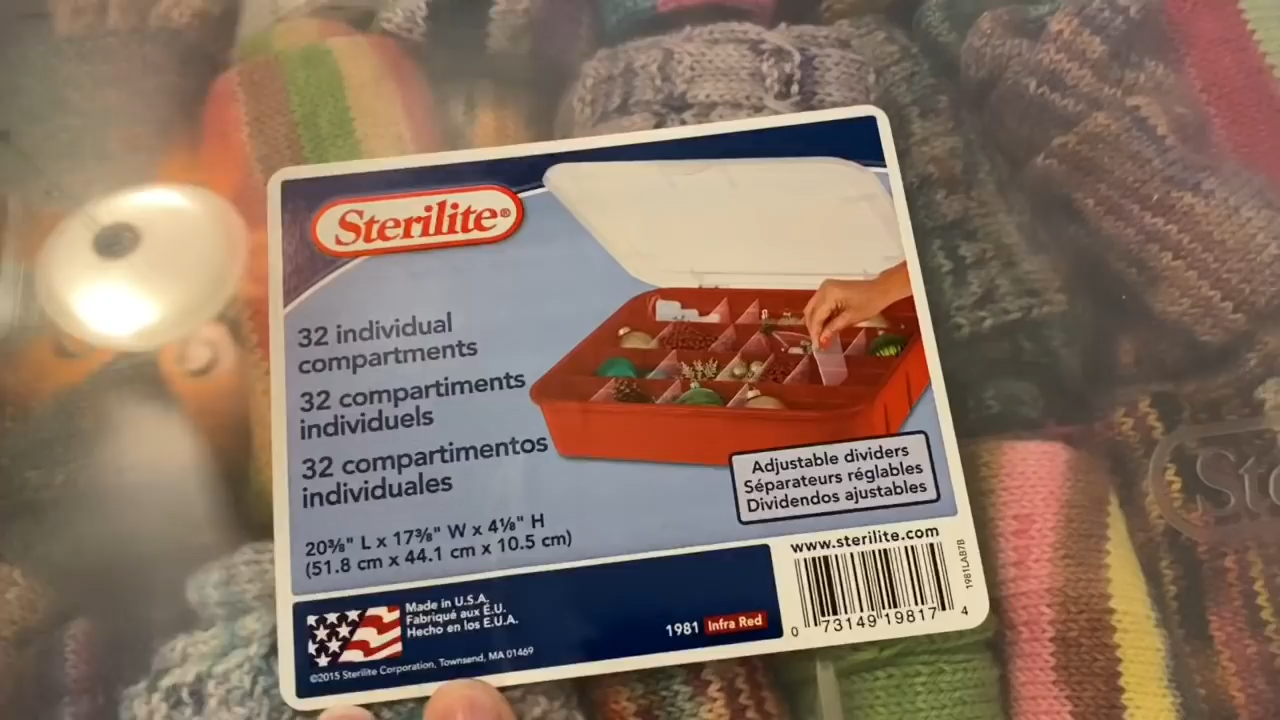 Sterilite®
32 individual
compartments
32 compartiments
individuels
32 compartimentos
individuales
20⅜" L x 17⅜" W x 4⅛" H
(51.8 cm x 44.1 cm x 10.5 cm)
Adjustable dividers
Séparateurs réglables
Dividendos ajustables
www.sterilite.com
Made in U.S.A.
Fabriqué aux É.U.
Hecho en los E.U.A.
©2015 Sterilite Corporation, Townsend, MA 01469
1981 Infra Red
0 73149 19817 4
1981LAB7B
Ste